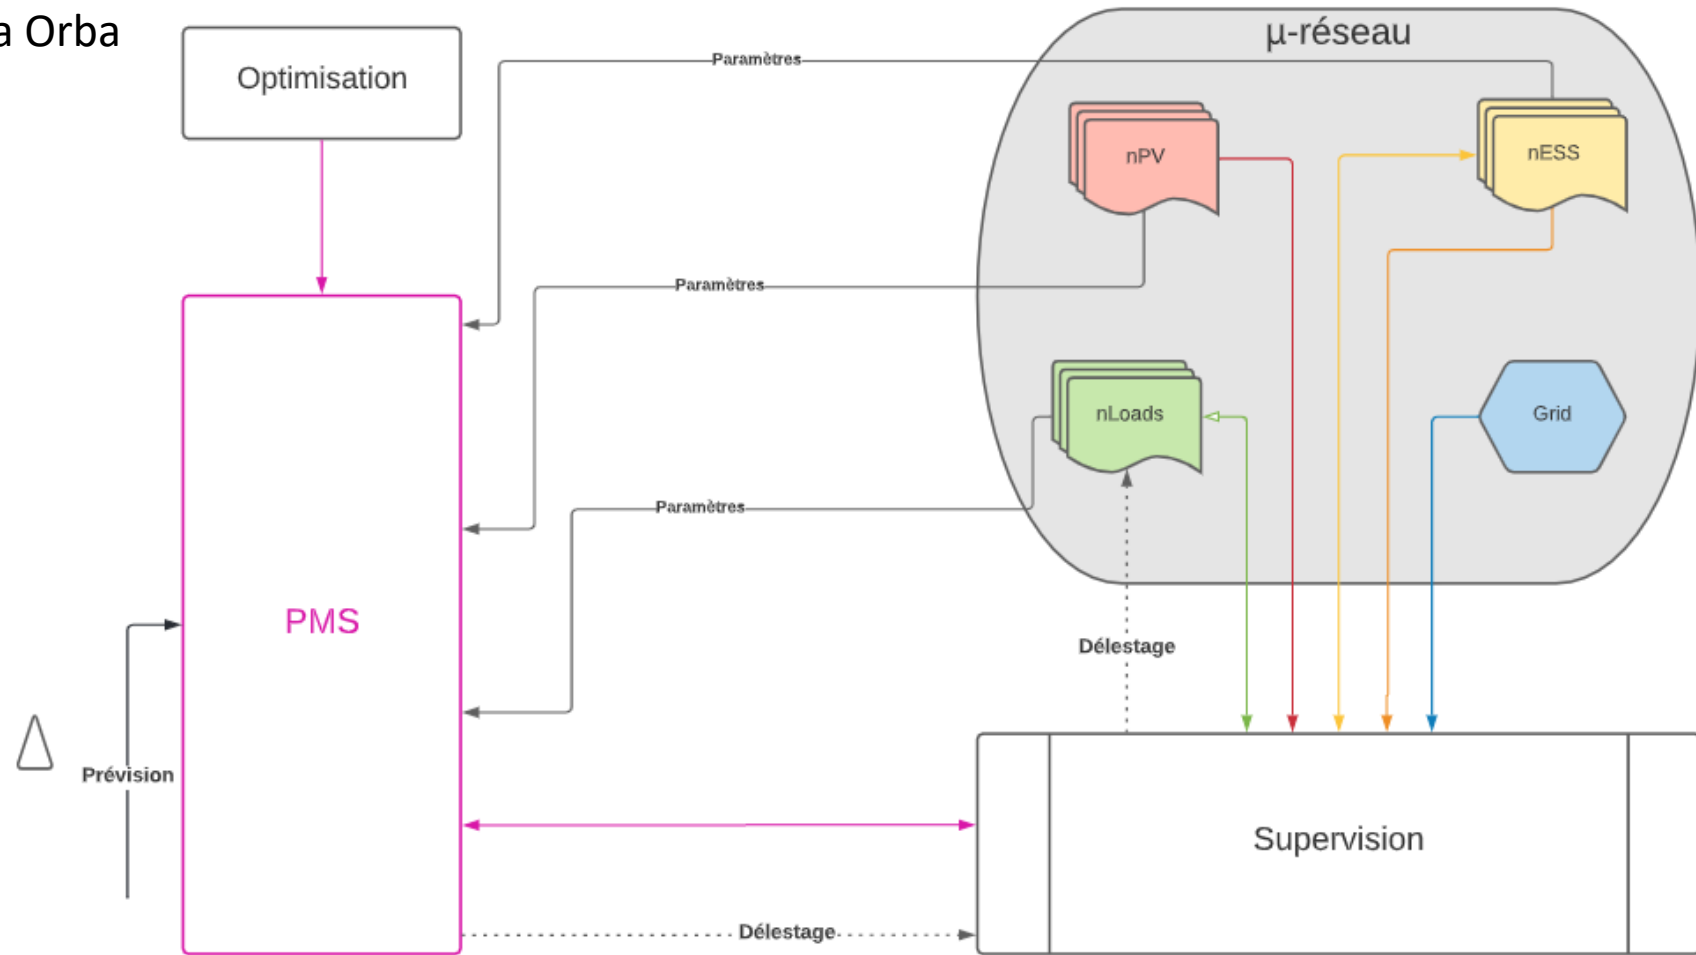 a Orba
Optimisation
µ-réseau
Paramètres
nPV
nESS
Paramètres
nLoads
Grid
Paramètres
PMS
Délestage
Prévision
Supervision
Délestage